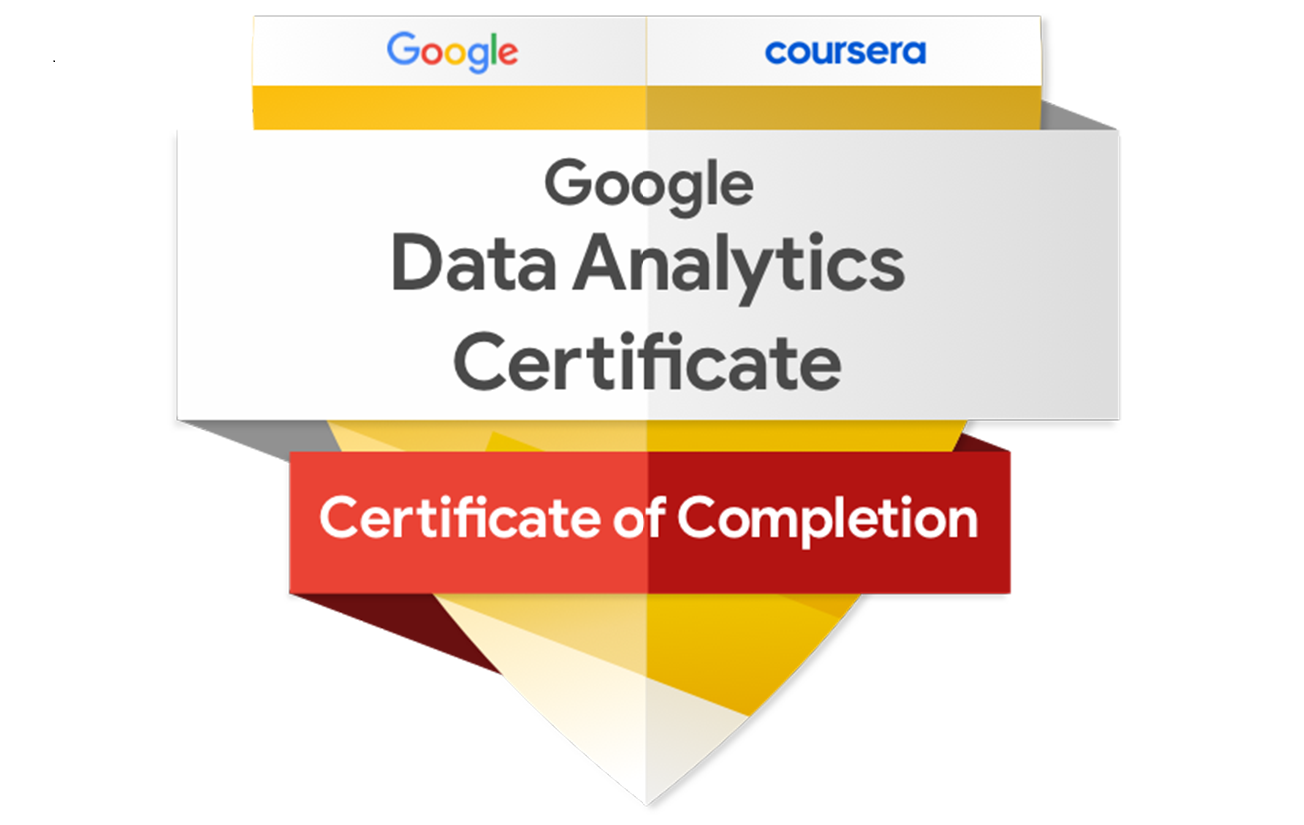 Google coursera
Google
Data Analytics
Certificate
Certificate of Completion